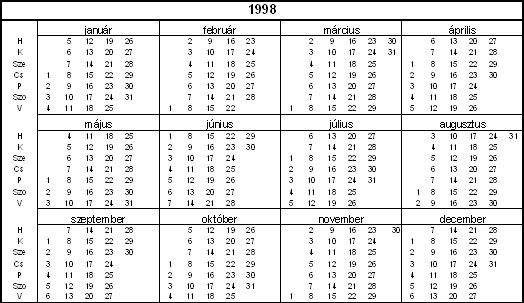 1998
január február március április
H 5 12 19 26 2 9 16 23 2 9 16 23 30 6 13 20 27
K 6 13 20 27 3 10 17 24 3 10 17 24 31 7 14 21 28
Sze 7 14 21 28 4 11 18 25 4 11 18 25 1 8 15 22 29
Cs 1 8 15 22 29 5 12 19 26 5 12 19 26 2 9 16 23 30
P 2 9 16 23 30 6 13 20 27 6 13 20 27 3 10 17 24
Szo 3 10 17 24 31 7 14 21 28 7 14 21 28 4 11 18 25
V 4 11 18 25 1 8 15 22 1 8 15 22 29 5 12 19 26
május június július augusztus
H 4 11 18 25 1 8 15 22 29 6 13 20 27 3 10 17 24 31
K 5 12 19 26 2 9 16 23 30 7 14 21 28 4 11 18 25
Sze 6 13 20 27 3 10 17 24 1 8 15 22 29 5 12 19 26
Cs 7 14 21 28 4 11 18 25 2 9 16 23 30 6 13 20 27
P 1 8 15 22 29 5 12 19 26 3 10 17 24 31 7 14 21 28
Szo 2 9 16 23 30 6 13 20 27 4 11 18 25 1 8 15 22 29
V 3 10 17 24 31 7 14 21 28 5 12 19 26 2 9 16 23 30
szeptember október november december
H 7 14 21 28 5 12 19 26 2 9 16 23 30 7 14 21 28
K 1 8 15 22 29 6 13 20 27 3 10 17 24 1 8 15 22 29
Sze 2 9 16 23 30 7 14 21 28 4 11 18 25 2 9 16 23 30
Cs 3 10 17 24 1 8 15 22 29 5 12 19 26 3 10 17 24 31
P 4 11 18 25 2 9 16 23 30 6 13 20 27 4 11 18 25
Szo 5 12 19 26 3 10 17 24 31 7 14 21 28 5 12 19 26
V 6 13 20 27 4 11 18 25 1 8 15 22 29 6 13 20 27